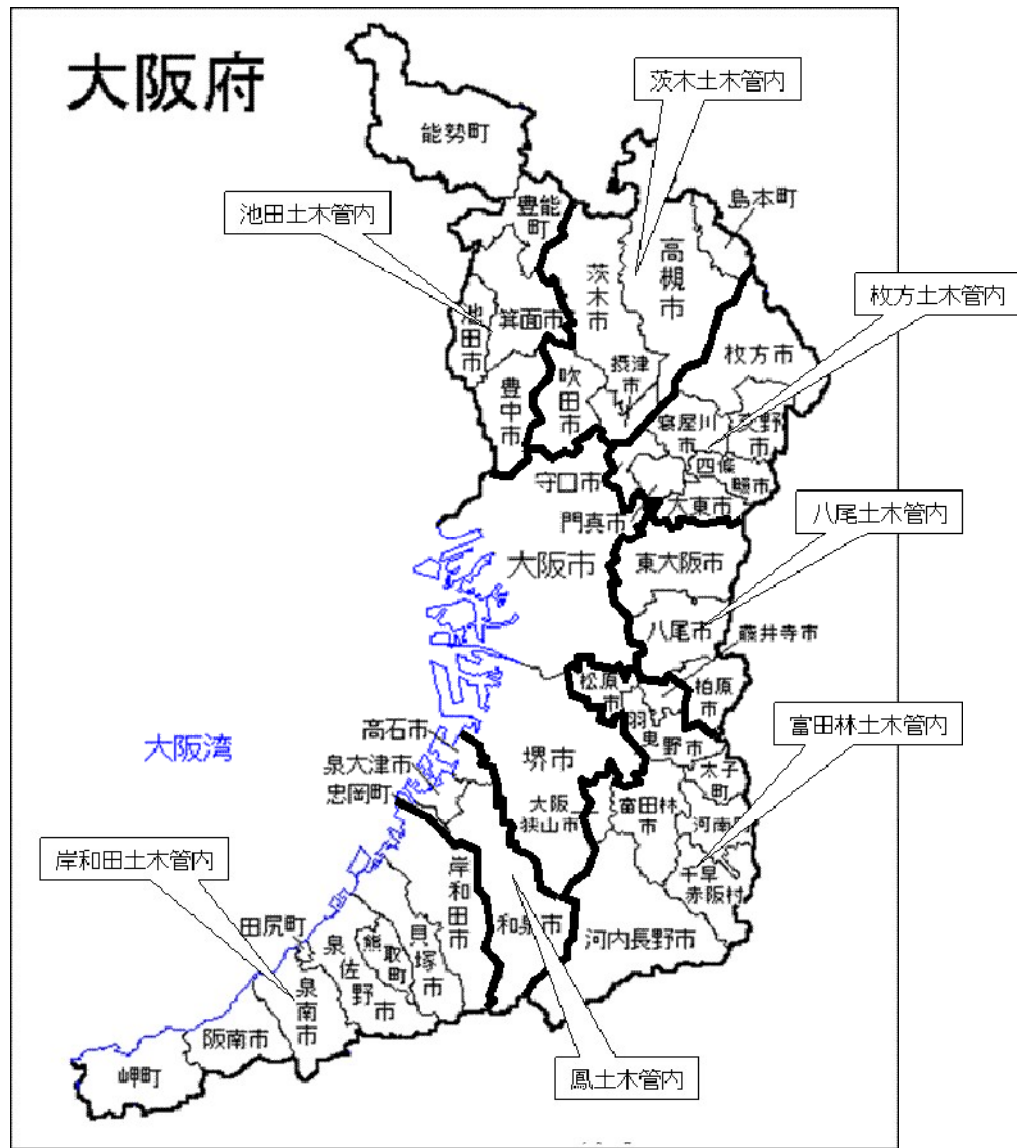 大阪府
茨木土木管内
能勢町
島本町
豊能
町
池田土木管内
高槻市
茨木市
枚方土木管内
池田市
箕面市
枚方市
摂津
市
吹田市
豊中市
寝屋川
市
交野
市
四條
畷市
守口市
大東市
門真市
八尾土木管内
大阪市
東大阪市
八尾市
藤井寺市
松原
市
柏原
市
羽
曳
野市
富田林土木管内
高石市
大阪湾
堺市
泉大津市
太子
町
忠岡町
大阪
狭山市
富田林
市
河南町
岸和田土木管内
千早
赤阪村
岸和田市
和泉市
貝塚市
河内長野市
田尻町
熊取町
泉佐野市
泉南市
阪南市
岬町
鳳土木管内